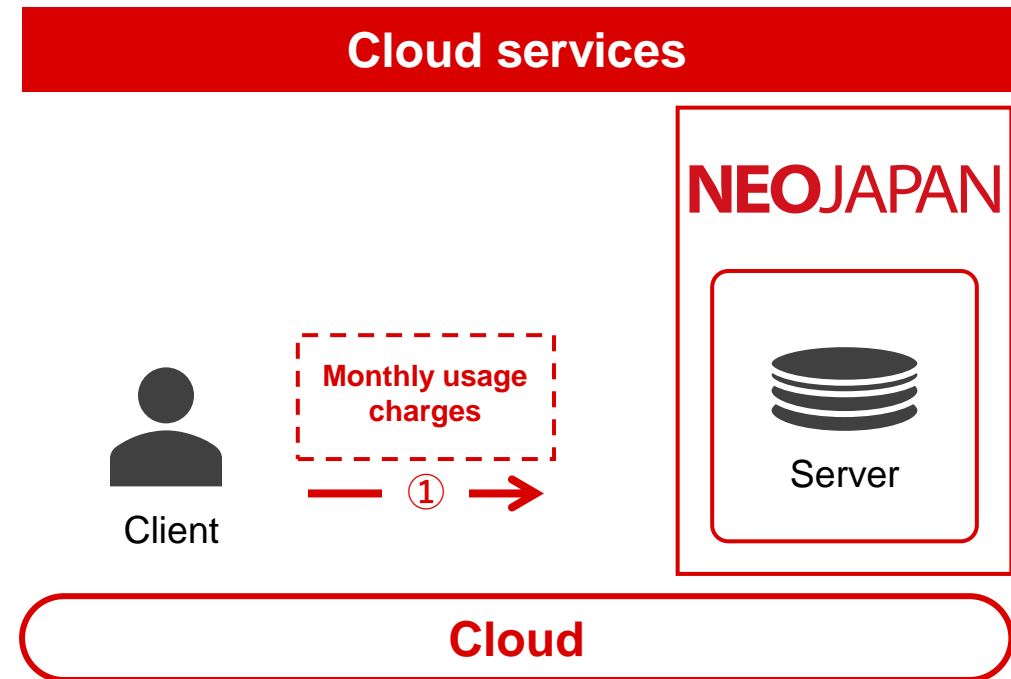 Cloud services
NEOJAPAN
Monthly usage
charges
①
Server
Client
Cloud